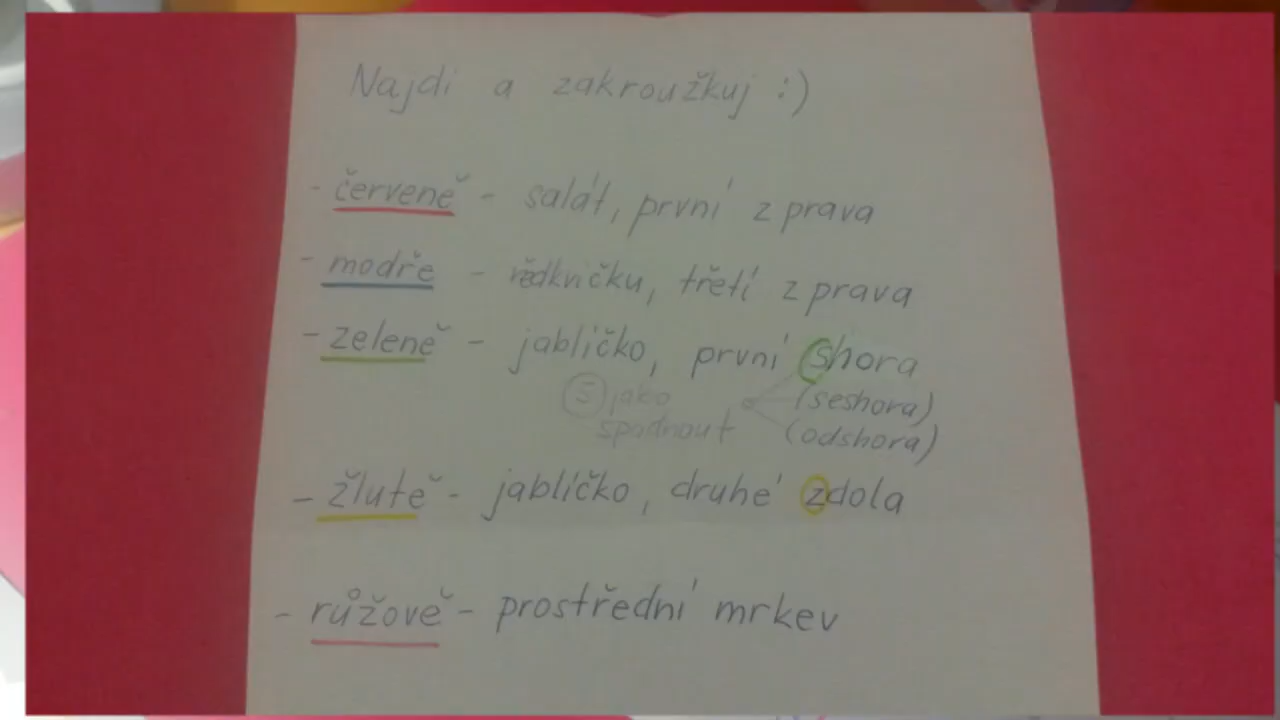 Najdi a zakroužkuj :)
- červeně - salát, první z prava
- modře - ředkvičku, třetí z prava
- zeleně - jablíčko, první shora
S jako (seshora)
spadnout (odshora)
- žlutě - jablíčko, druhé zdola
- růžově - prostřední mrkev